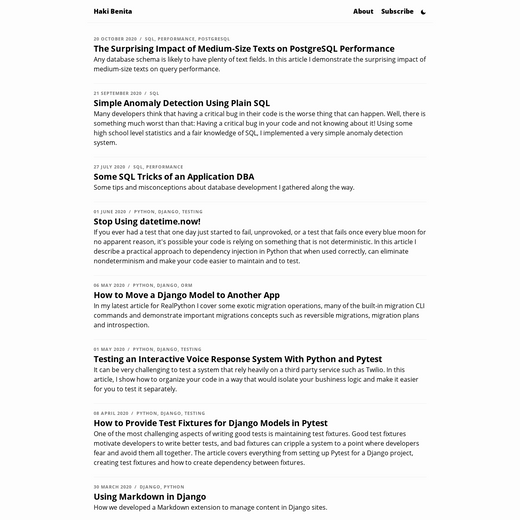 Haki Benita
About Subscribe
20 OCTOBER 2020 / SQL, PERFORMANCE, POSTGRESQL
The Surprising Impact of Medium-Size Texts on PostgreSQL Performance
Any database schema is likely to have plenty of text fields. In this article I demonstrate the surprising impact of
medium-size texts on query performance.
21 SEPTEMBER 2020 / SQL
Simple Anomaly Detection Using Plain SQL
Many developers think that having a critical bug in their code is the worse thing that can happen. Well, there is
something much worst than that: Having a critical bug in your code and not knowing about it! Using some
high school level statistics and a fair knowledge of SQL, I implemented a very simple anomaly detection
system.
27 JULY 2020 / SQL, PERFORMANCE
Some SQL Tricks of an Application DBA
Some tips and misconceptions about database development I gathered along the way.
01 JUNE 2020 / PYTHON, DJANGO, TESTING
Stop Using datetime.now!
If you ever had a test that one day just started to fail, unprovoked, or a test that fails once every blue moon for
no apparent reason, it's possible your code is relying on something that is not deterministic. In this article I
describe a practical approach to dependency injection in Python that when used correctly, can eliminate
nondeterminism and make your code easier to maintain and to test.
06 MAY 2020 / PYTHON, DJANGO, ORM
How to Move a Django Model to Another App
In my latest article for RealPython I cover some exotic migration operations, many of the built-in migration CLI
commands and demonstrate important migrations concepts such as reversible migrations, migration plans
and introspection.
01 MAY 2020 / PYTHON, DJANGO, TESTING
Testing an Interactive Voice Response System With Python and Pytest
It can be very challenging to test a system that rely heavily on a third party service such as Twilio. In this
article, I show how to organize your code in a way that would isolate your business logic and make it easier
for you to test it separately.
08 APRIL 2020 / PYTHON, DJANGO, TESTING
How to Provide Test Fixtures for Django Models in Pytest
One of the most challenging aspects of writing good tests is maintaining test fixtures. Good test fixtures
motivate developers to write better tests, and bad fixtures can cripple a system to a point where developers
fear and avoid them all together. The article covers everything from setting up Pytest for a Django project,
creating test fixtures and how to create dependency between fixtures.
30 MARCH 2020 / DJANGO, PYTHON
Using Markdown in Django
How we developed a Markdown extension to manage content in Django sites.